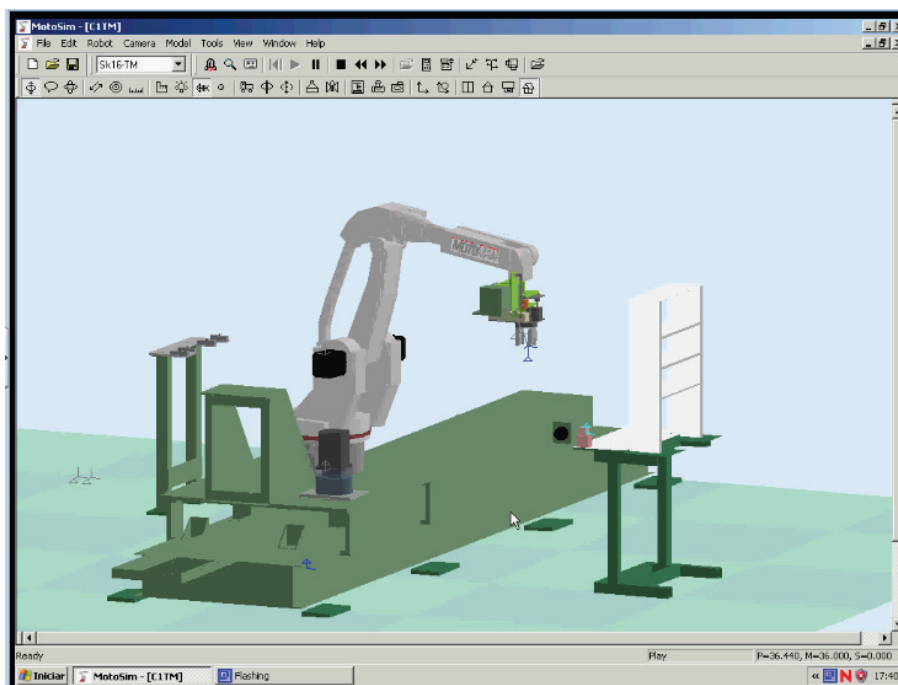 MotoSim - [C1TM]
File Edit Robot Camera Model Tools View Window Help
Sk16-TM
Ready Play P=36.440, M=36.000, S=0.000
Iniciar MotoSim - [C1TM] Flashing « N 17:40